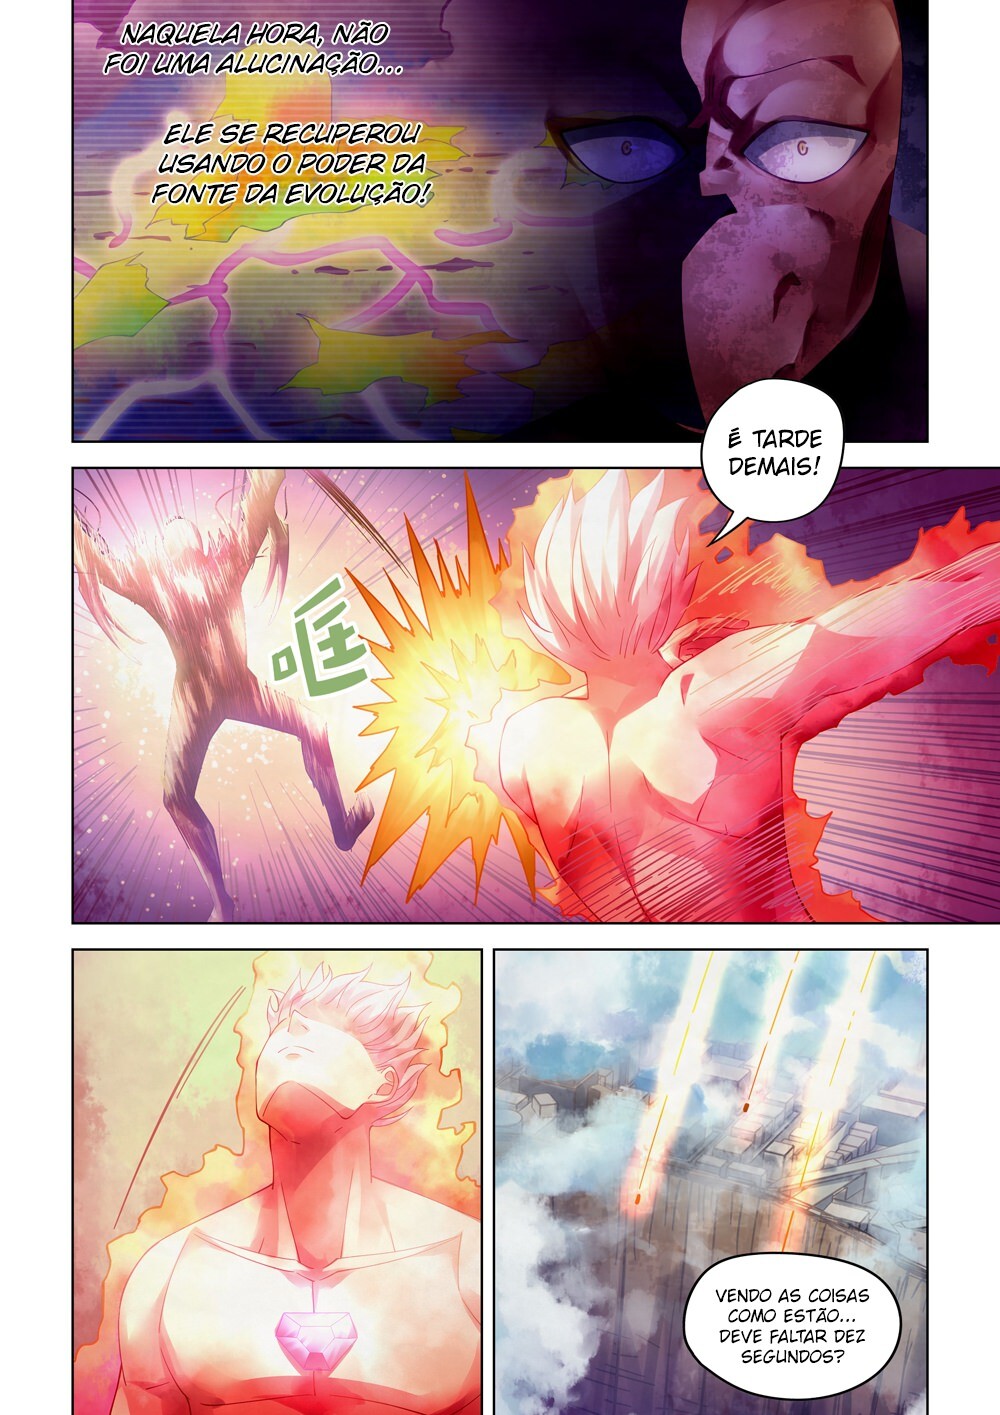 NAQUELA HORA, NÃO
FOI UMA ALUCINAÇÃO...
ELE SE RECUPEROU
USANDO O PODER DA
FONTE DA EVOLUÇÃO!
É TARDE
DEMAIS!
哐
VENDO AS COISAS
COMO ESTÃO...
DEVE FALTAR DEZ
SEGUNDOS?